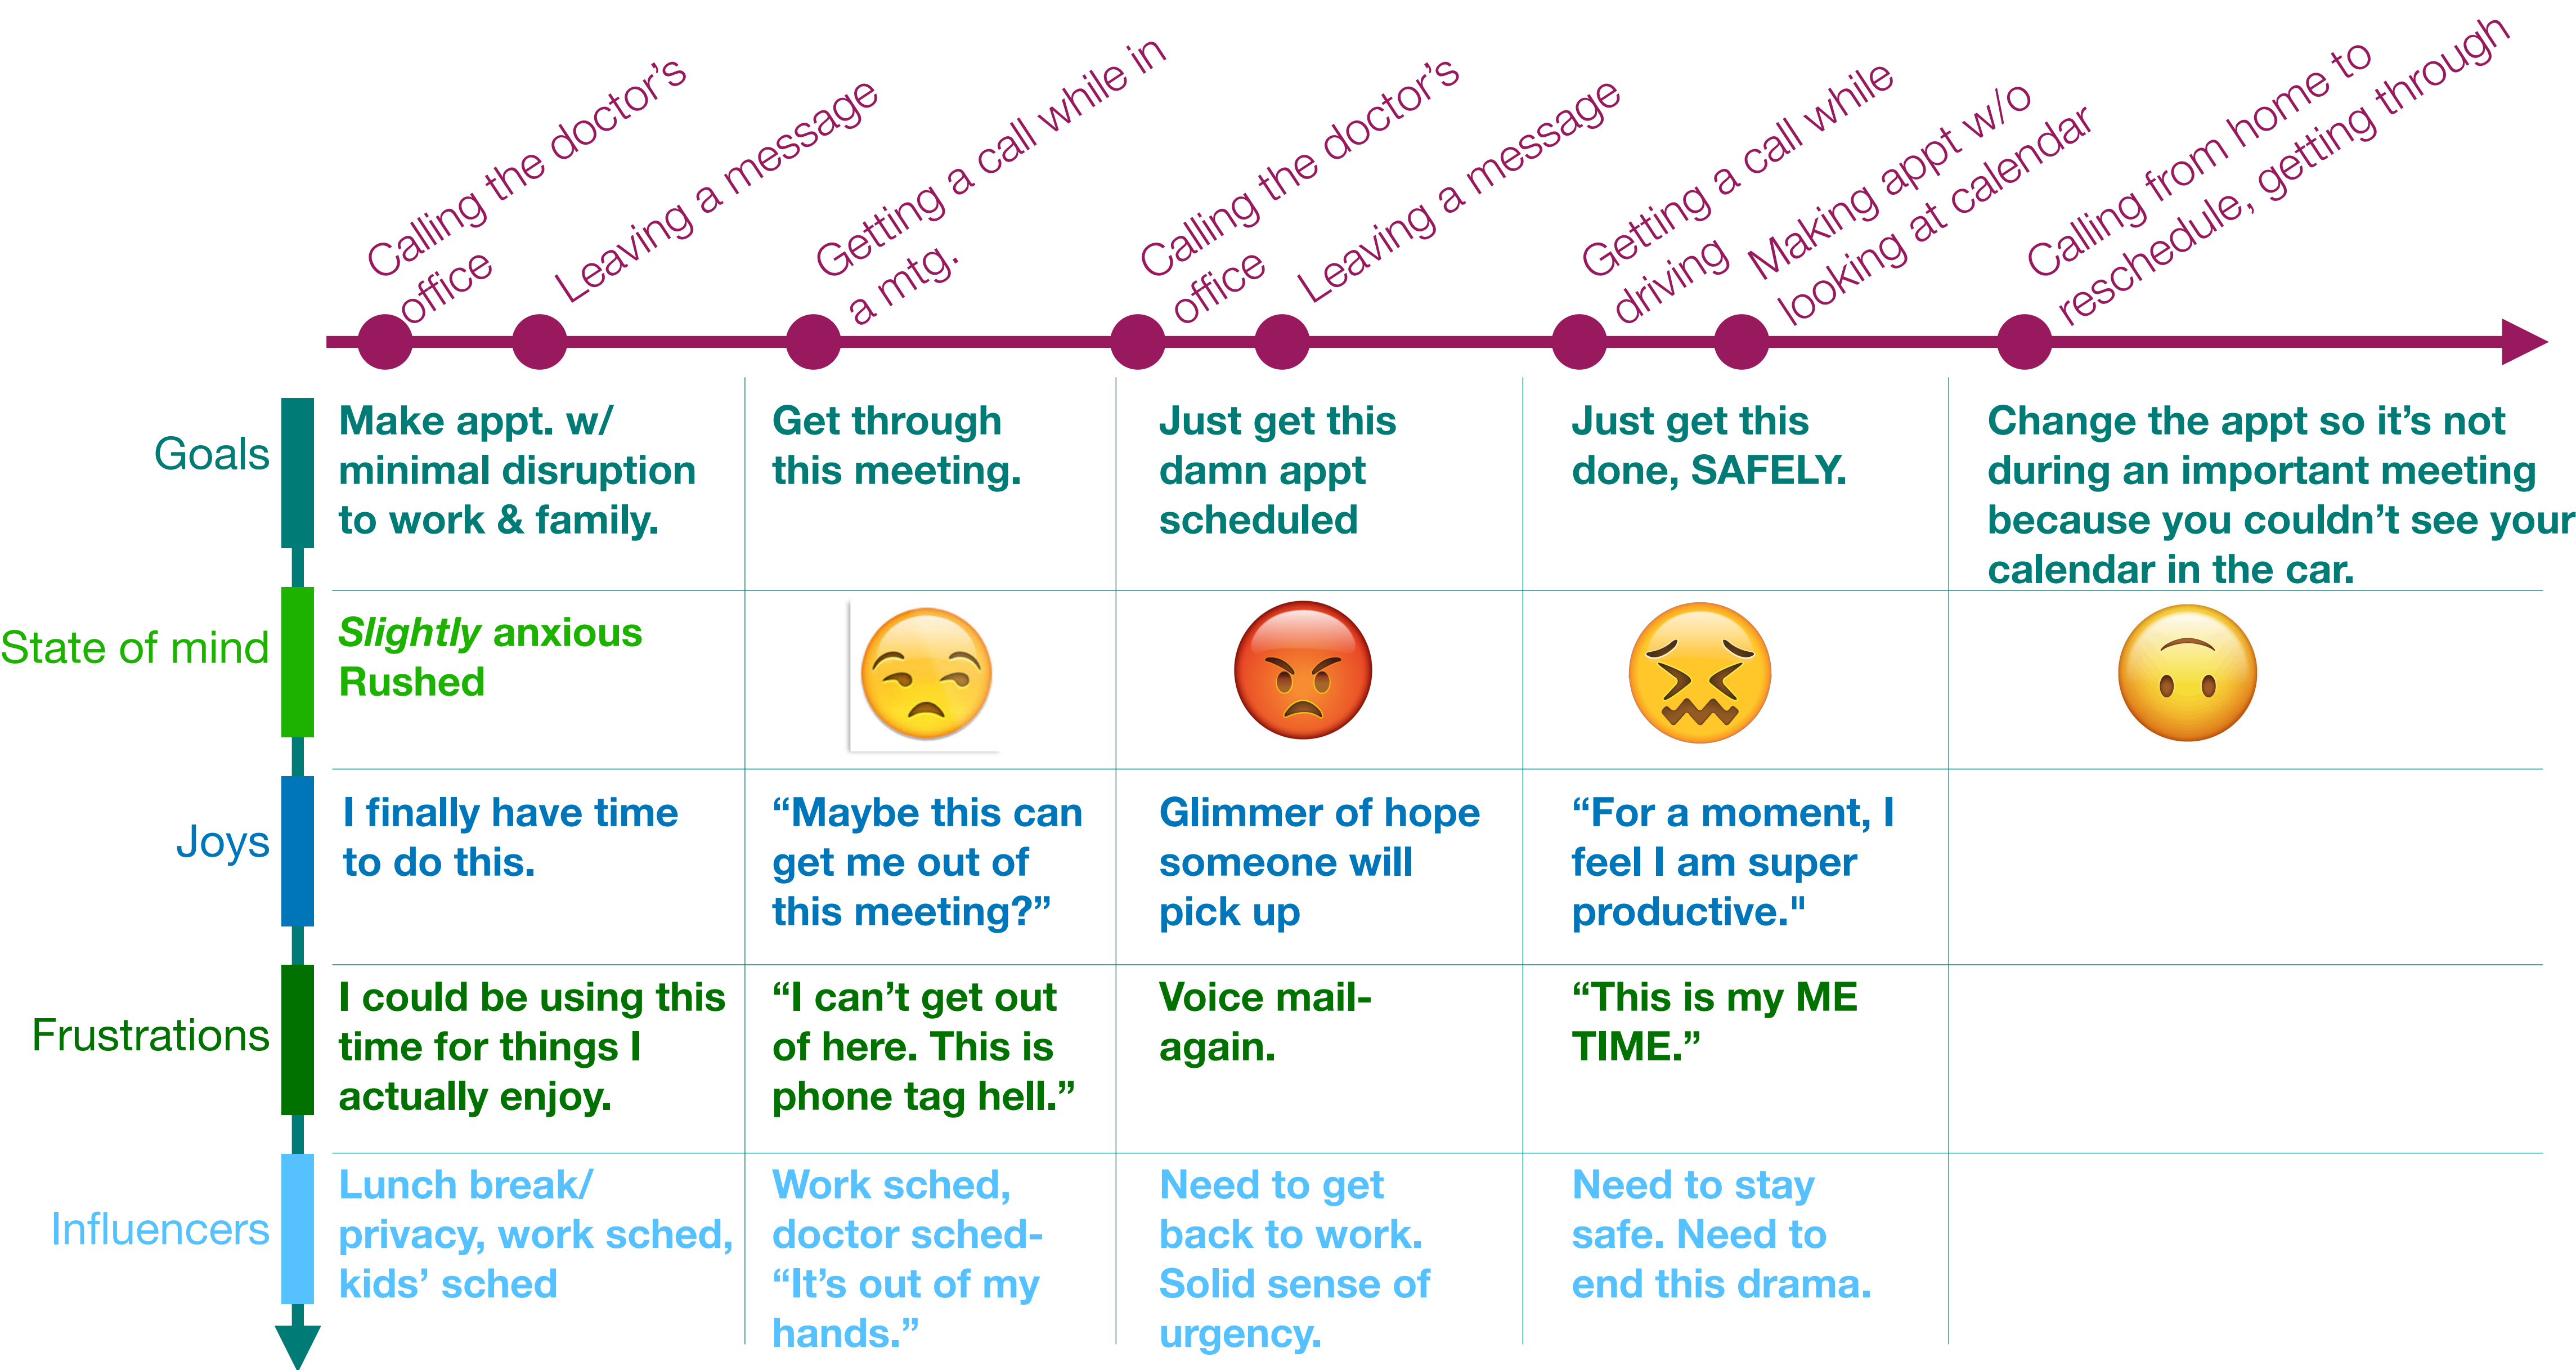 Calling the doctor’s
office
Leaving a message
Getting a call while in
a mtg.
Calling the doctor’s
office
Leaving a message
Getting a call while
driving
Making appt w/o
looking at calendar
Calling from home to
reschedule, getting through
Goals
Make appt. w/
minimal disruption
to work & family.
Get through
this meeting.
Just get this
damn appt
scheduled
Just get this
done, SAFELY.
Change the appt so it’s not
during an important meeting
because you couldn’t see your
calendar in the car.
State of mind
Slightly anxious
Rushed
Joys
I finally have time
to do this.
“Maybe this can
get me out of
this meeting?”
Glimmer of hope
someone will
pick up
“For a moment, I
feel I am super
productive."
Frustrations
I could be using this
time for things I
actually enjoy.
“I can’t get out
of here. This is
phone tag hell.”
Voice mail-
again.
“This is my ME
TIME.”
Influencers
Lunch break/
privacy, work sched,
kids’ sched
Work sched,
doctor sched-
“It’s out of my
hands.”
Need to get
back to work.
Solid sense of
urgency.
Need to stay
safe. Need to
end this drama.